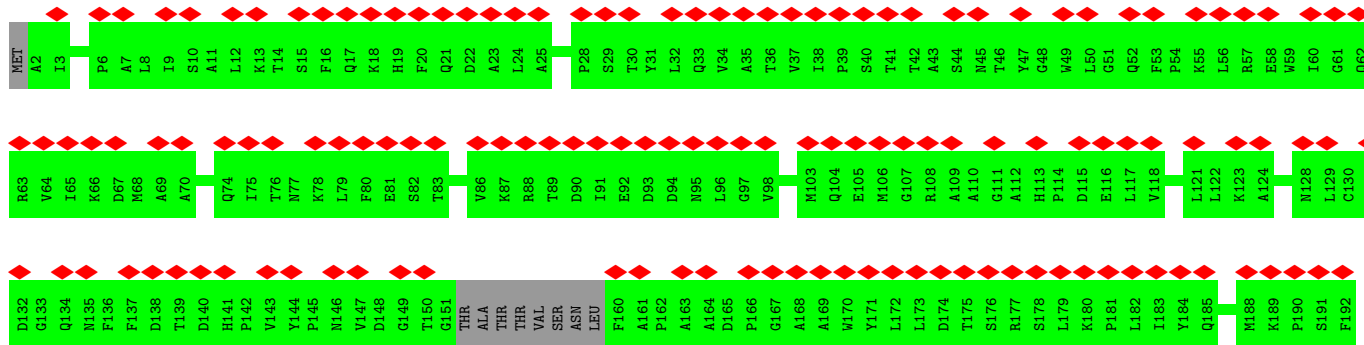 MET A2 I3 P6 A7 L8 I9 S10 A11 L12 K13 T14 S15 F16 Q17 K18 H19 F20 Q21 D22 A23 L24 A25 P28 S29 T30 Y31 L32 Q33 V34 A35 T36 V37 I38 P39 S40 T41 T42 A43 S44 N45 T46 Y47 G48 W49 L50 G51 Q52 F53 P54 K55 L56 R57 E58 W59 I60 G61 Q62
R63 V64 I65 K66 D67 M68 A69 A70 Q74 I75 T76 N77 K78 L79 F80 E81 S82 T83 V86 K87 R88 T89 D90 I91 E92 D93 D94 N95 L96 G97 V98 M103 Q104 E105 M106 G107 R108 A109 A110 G111 A112 H113 P114 D115 E116 L117 V118 L121 L122 K123 A124 N128 L129 C130
D132 G133 Q134 N135 F136 F137 D138 T139 D140 H141 P142 V143 Y144 P145 N146 V147 D148 G149 T150 G151 THR ALA THR THR VAL SER ASN LEU F160 A161 P162 A163 A164 D165 P166 G167 A168 A169 W170 Y171 L172 L173 D174 T175 S176 R177 S178 L179 K180 P181 L182 I183 Y184 Q185 M188 K189 P190 S191 F192